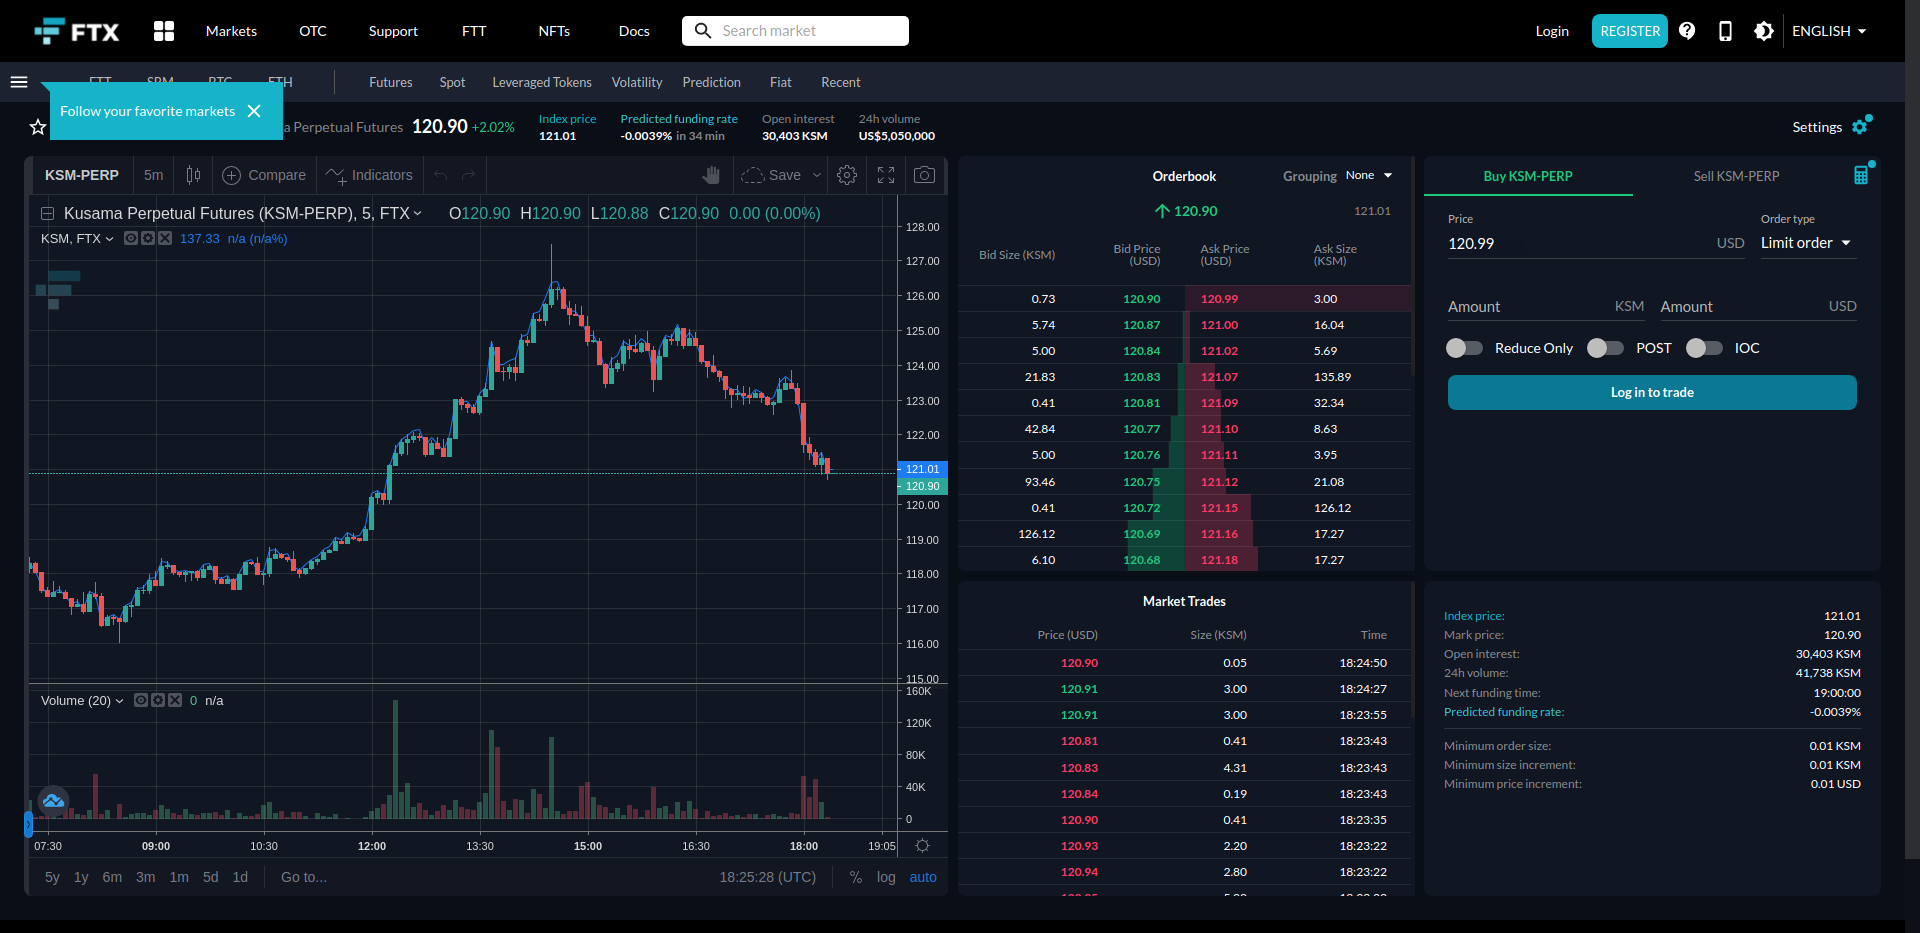 FTX Markets OTC Support FTT NFTs Docs Search market Login REGISTER ENGLISH
FTT SRM BTC ETH Futures Spot Leveraged Tokens Volatility Prediction Fiat Recent
Follow your favorite markets
a Perpetual Futures 120.90 +2.02%
Index price
121.01
Predicted funding rate
-0.0039% in 34 min
Open interest
30,403 KSM
24h volume
US$5,050,000
Settings
KSM-PERP 5m Compare Indicators Save
Kusama Perpetual Futures (KSM-PERP), 5, FTX O120.90 H120.90 L120.88 C120.90 0.00 (0.00%)
KSM, FTX 137.33 n/a (n/a%)
128.00
127.00
126.00
125.00
124.00
123.00
122.00
121.01
120.90
120.00
119.00
118.00
117.00
116.00
115.00
Volume (20) 0 n/a
160K
120K
80K
40K
0
07:30 09:00 10:30 12:00 13:30 15:00 16:30 18:00 19:05
5y 1y 6m 3m 1m 5d 1d Go to... 18:25:28 (UTC) % log auto
Orderbook Grouping None
120.90 121.01
Bid Size (KSM) Bid Price (USD) Ask Price (USD) Ask Size (KSM)
0.73 120.90 120.99 3.00
5.74 120.87 121.00 16.04
5.00 120.84 121.02 5.69
21.83 120.83 121.07 135.89
0.41 120.81 121.09 32.34
42.84 120.77 121.10 8.63
5.00 120.76 121.11 3.95
93.46 120.75 121.12 21.08
0.41 120.72 121.15 126.12
126.12 120.69 121.16 17.27
6.10 120.68 121.18 17.27
Market Trades
Price (USD) Size (KSM) Time
120.90 0.05 18:24:50
120.91 3.00 18:24:27
120.91 3.00 18:23:55
120.81 0.41 18:23:43
120.83 4.31 18:23:43
120.84 0.19 18:23:43
120.90 0.41 18:23:35
120.93 2.20 18:23:22
120.94 2.80 18:23:22
Buy KSM-PERP Sell KSM-PERP
Price Order type
120.99 USD Limit order
Amount KSM Amount USD
Reduce Only POST IOC
Log in to trade
Index price: 121.01
Mark price: 120.90
Open interest: 30,403 KSM
24h volume: 41,738 KSM
Next funding time: 19:00:00
Predicted funding rate: -0.0039%
Minimum order size: 0.01 KSM
Minimum size increment: 0.01 KSM
Minimum price increment: 0.01 USD